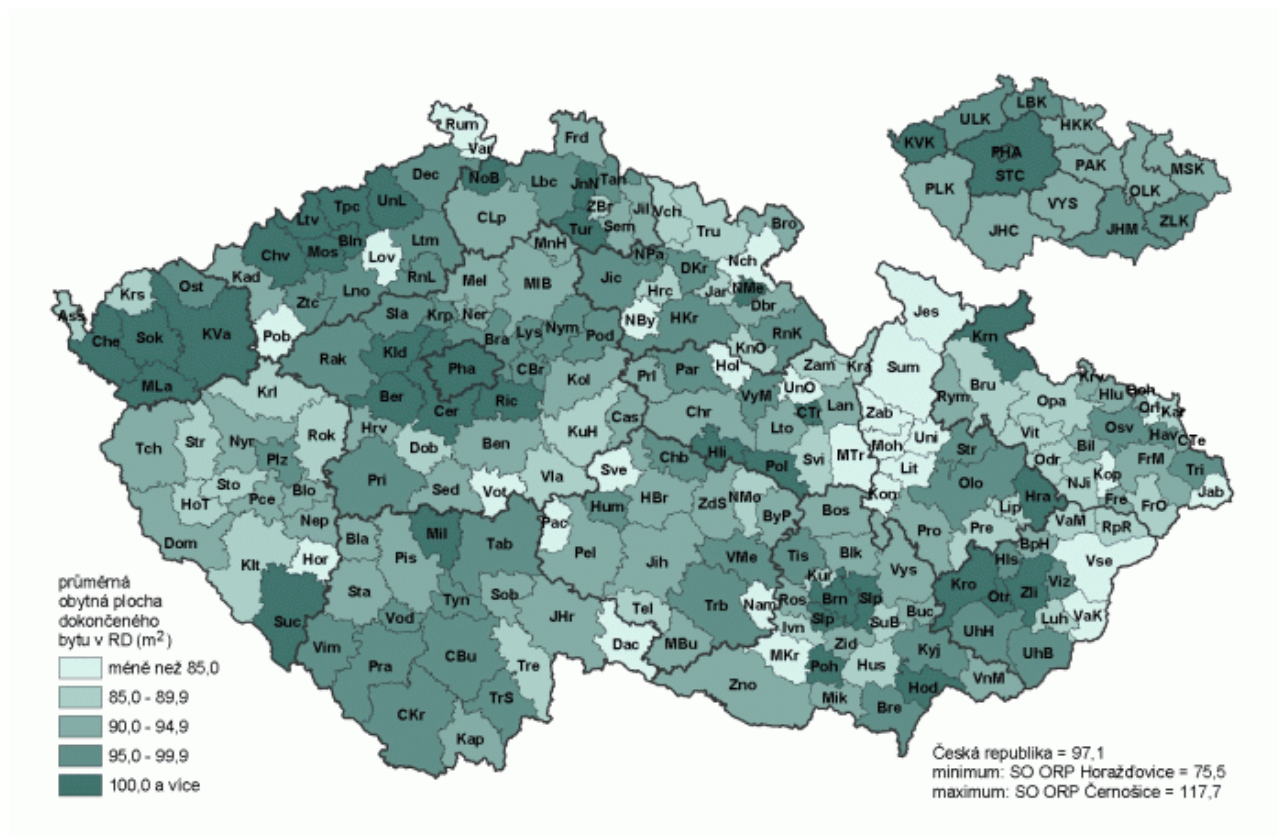 Rum
Frd
Var
Dec
NoB
Lbc
JnN
Tan
UnL
Tpc
Ltv
CLp
ZBr
Jil
Vch
Sem
Tru
Bro
Tur
Bln
Mos
Chv
Ltm
Lov
MnH
NPa
Nch
Kad
RnL
Mel
MlB
Jic
DKr
Krs
Ost
Lno
Ztc
Hrc
Jar
NMe
Dbr
Ass
Sla
Krp
Ner
NBy
HKr
RnK
Jes
Che
Sok
KVa
Pob
Bra
Lys
Nym
Pod
KnO
Krn
Rak
Kld
Pha
CBr
Prl
Par
Hol
Zam
Kra
Sum
MLa
Krl
Ber
Cer
Ric
Kol
VyM
UnO
Rym
Bru
Krv
Hlu
Boh
Orl
Kar
Tch
Str
Nyr
Rok
Hrv
Dob
Ben
KuH
Cas
Chr
CTr
Lan
Zab
Opa
Lto
Moh
Uni
Vit
Osv
Hav
CTe
Plz
Sto
HoT
Pce
Blo
Pri
Sed
Vot
Vla
Sve
Chb
Hli
Pol
Svi
MTr
Lit
Str
Odr
Bil
FrM
Tri
Kon
Olo
Hra
NJi
Kop
Fre
FrO
Jab
Nep
Hum
HBr
ZdS
NMo
ByP
Bos
Lip
VaM
RpR
Dom
Bla
Mil
Pac
Pel
Pro
Pre
BpH
Vse
Klt
Hor
Pis
Tab
Jih
VMe
Tis
Blk
Vys
Hls
Sta
Sob
Kur
Kro
Otr
Zli
Viz
Suc
Vod
Tyn
JHr
Tel
Trb
Nam
Ros
Brn
Slp
Buc
Luh
VaK
Vim
Pra
CBu
Tre
Dac
MBu
Ivn
Slp
SuB
UhH
UhB
MKr
Zid
Kyj
Poh
Hus
Hod
VnM
CKr
TrS
Kap
Zno
Mik
Bre
LBK
ULK
HKK
KVK
PHA
STC
PAK
MSK
PLK
VYS
OLK
JHC
JHM
ZLK
průměrná
obytná plocha
dokončeného
bytu v RD (m²)
méně než 85,0
85,0 - 89,9
90,0 - 94,9
95,0 - 99,9
100,0 a více
Česká republika = 97,1
minimum: SO ORP Horažďovice = 75,5
maximum: SO ORP Černošice = 117,7